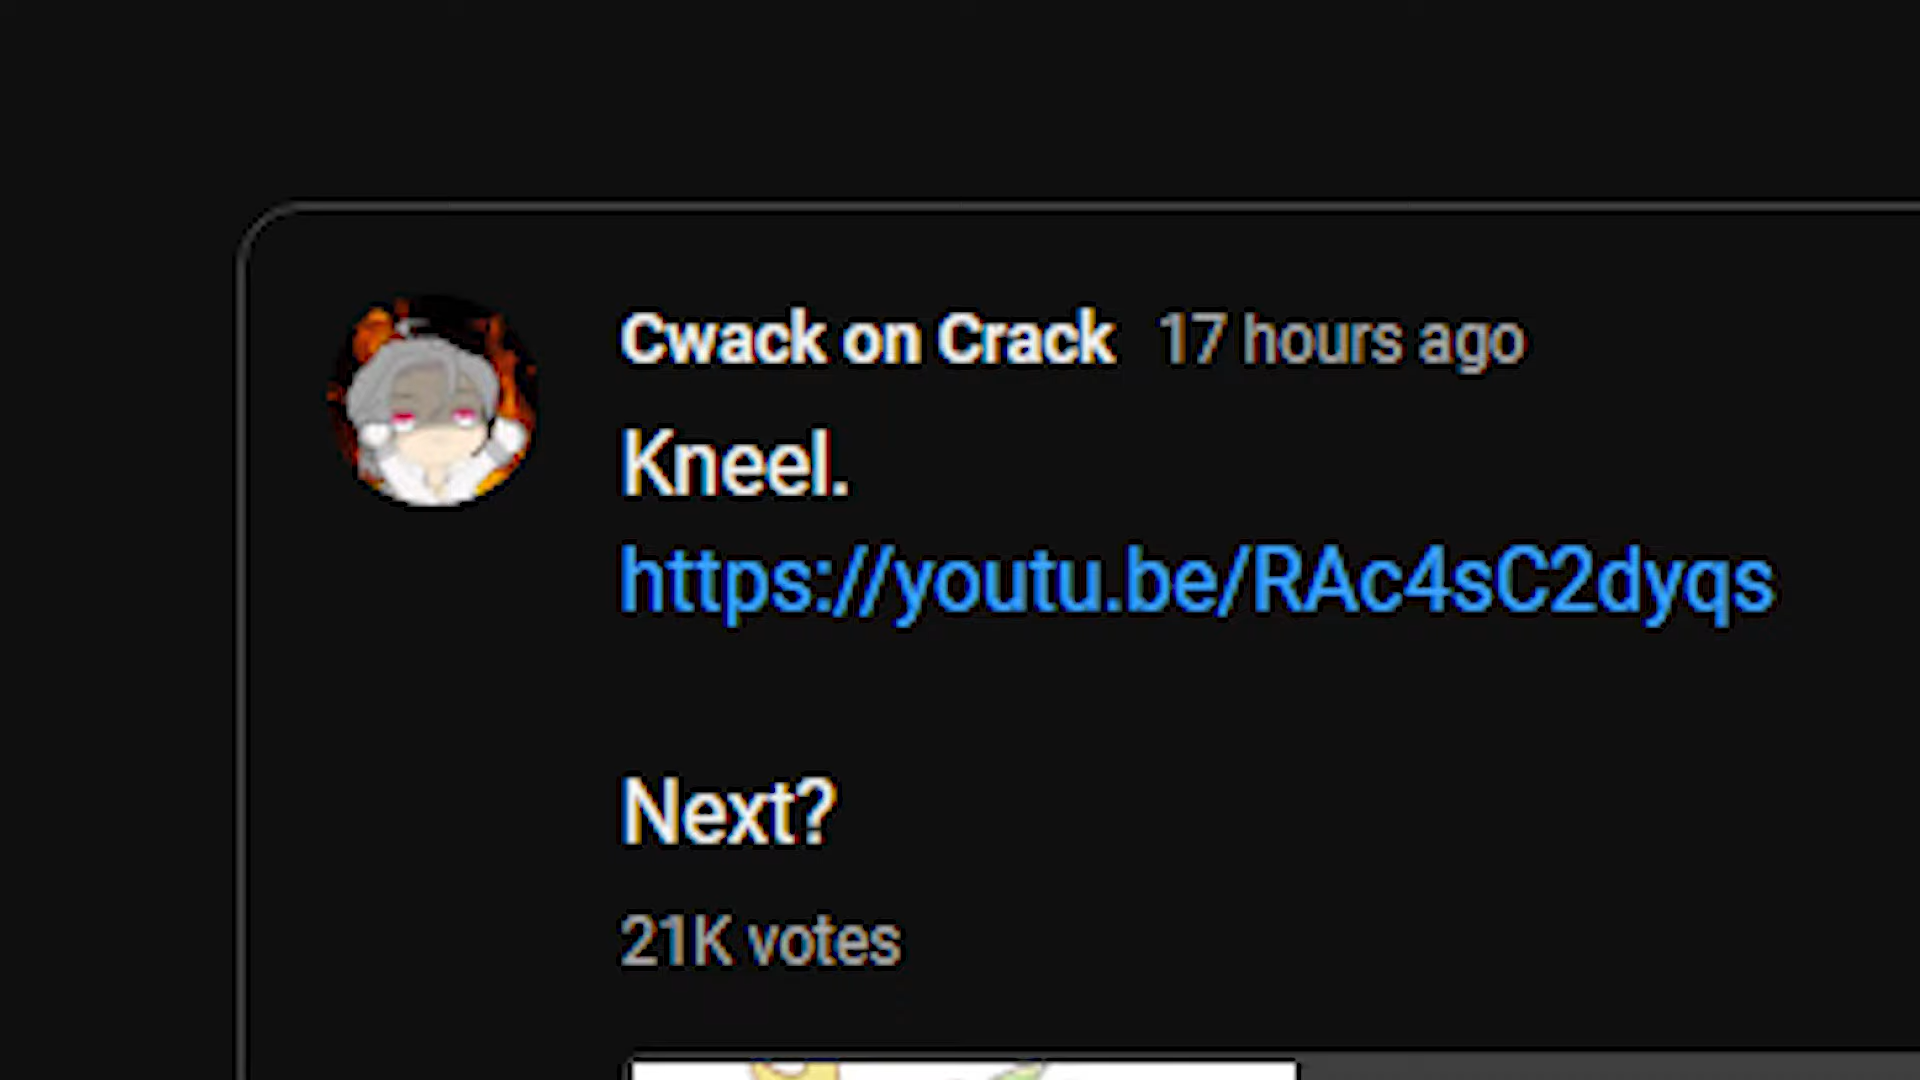 Cwack on Crack 17 hours ago
Kneel.
https://youtu.be/RAc4sC2dyqs
Next?
21K votes